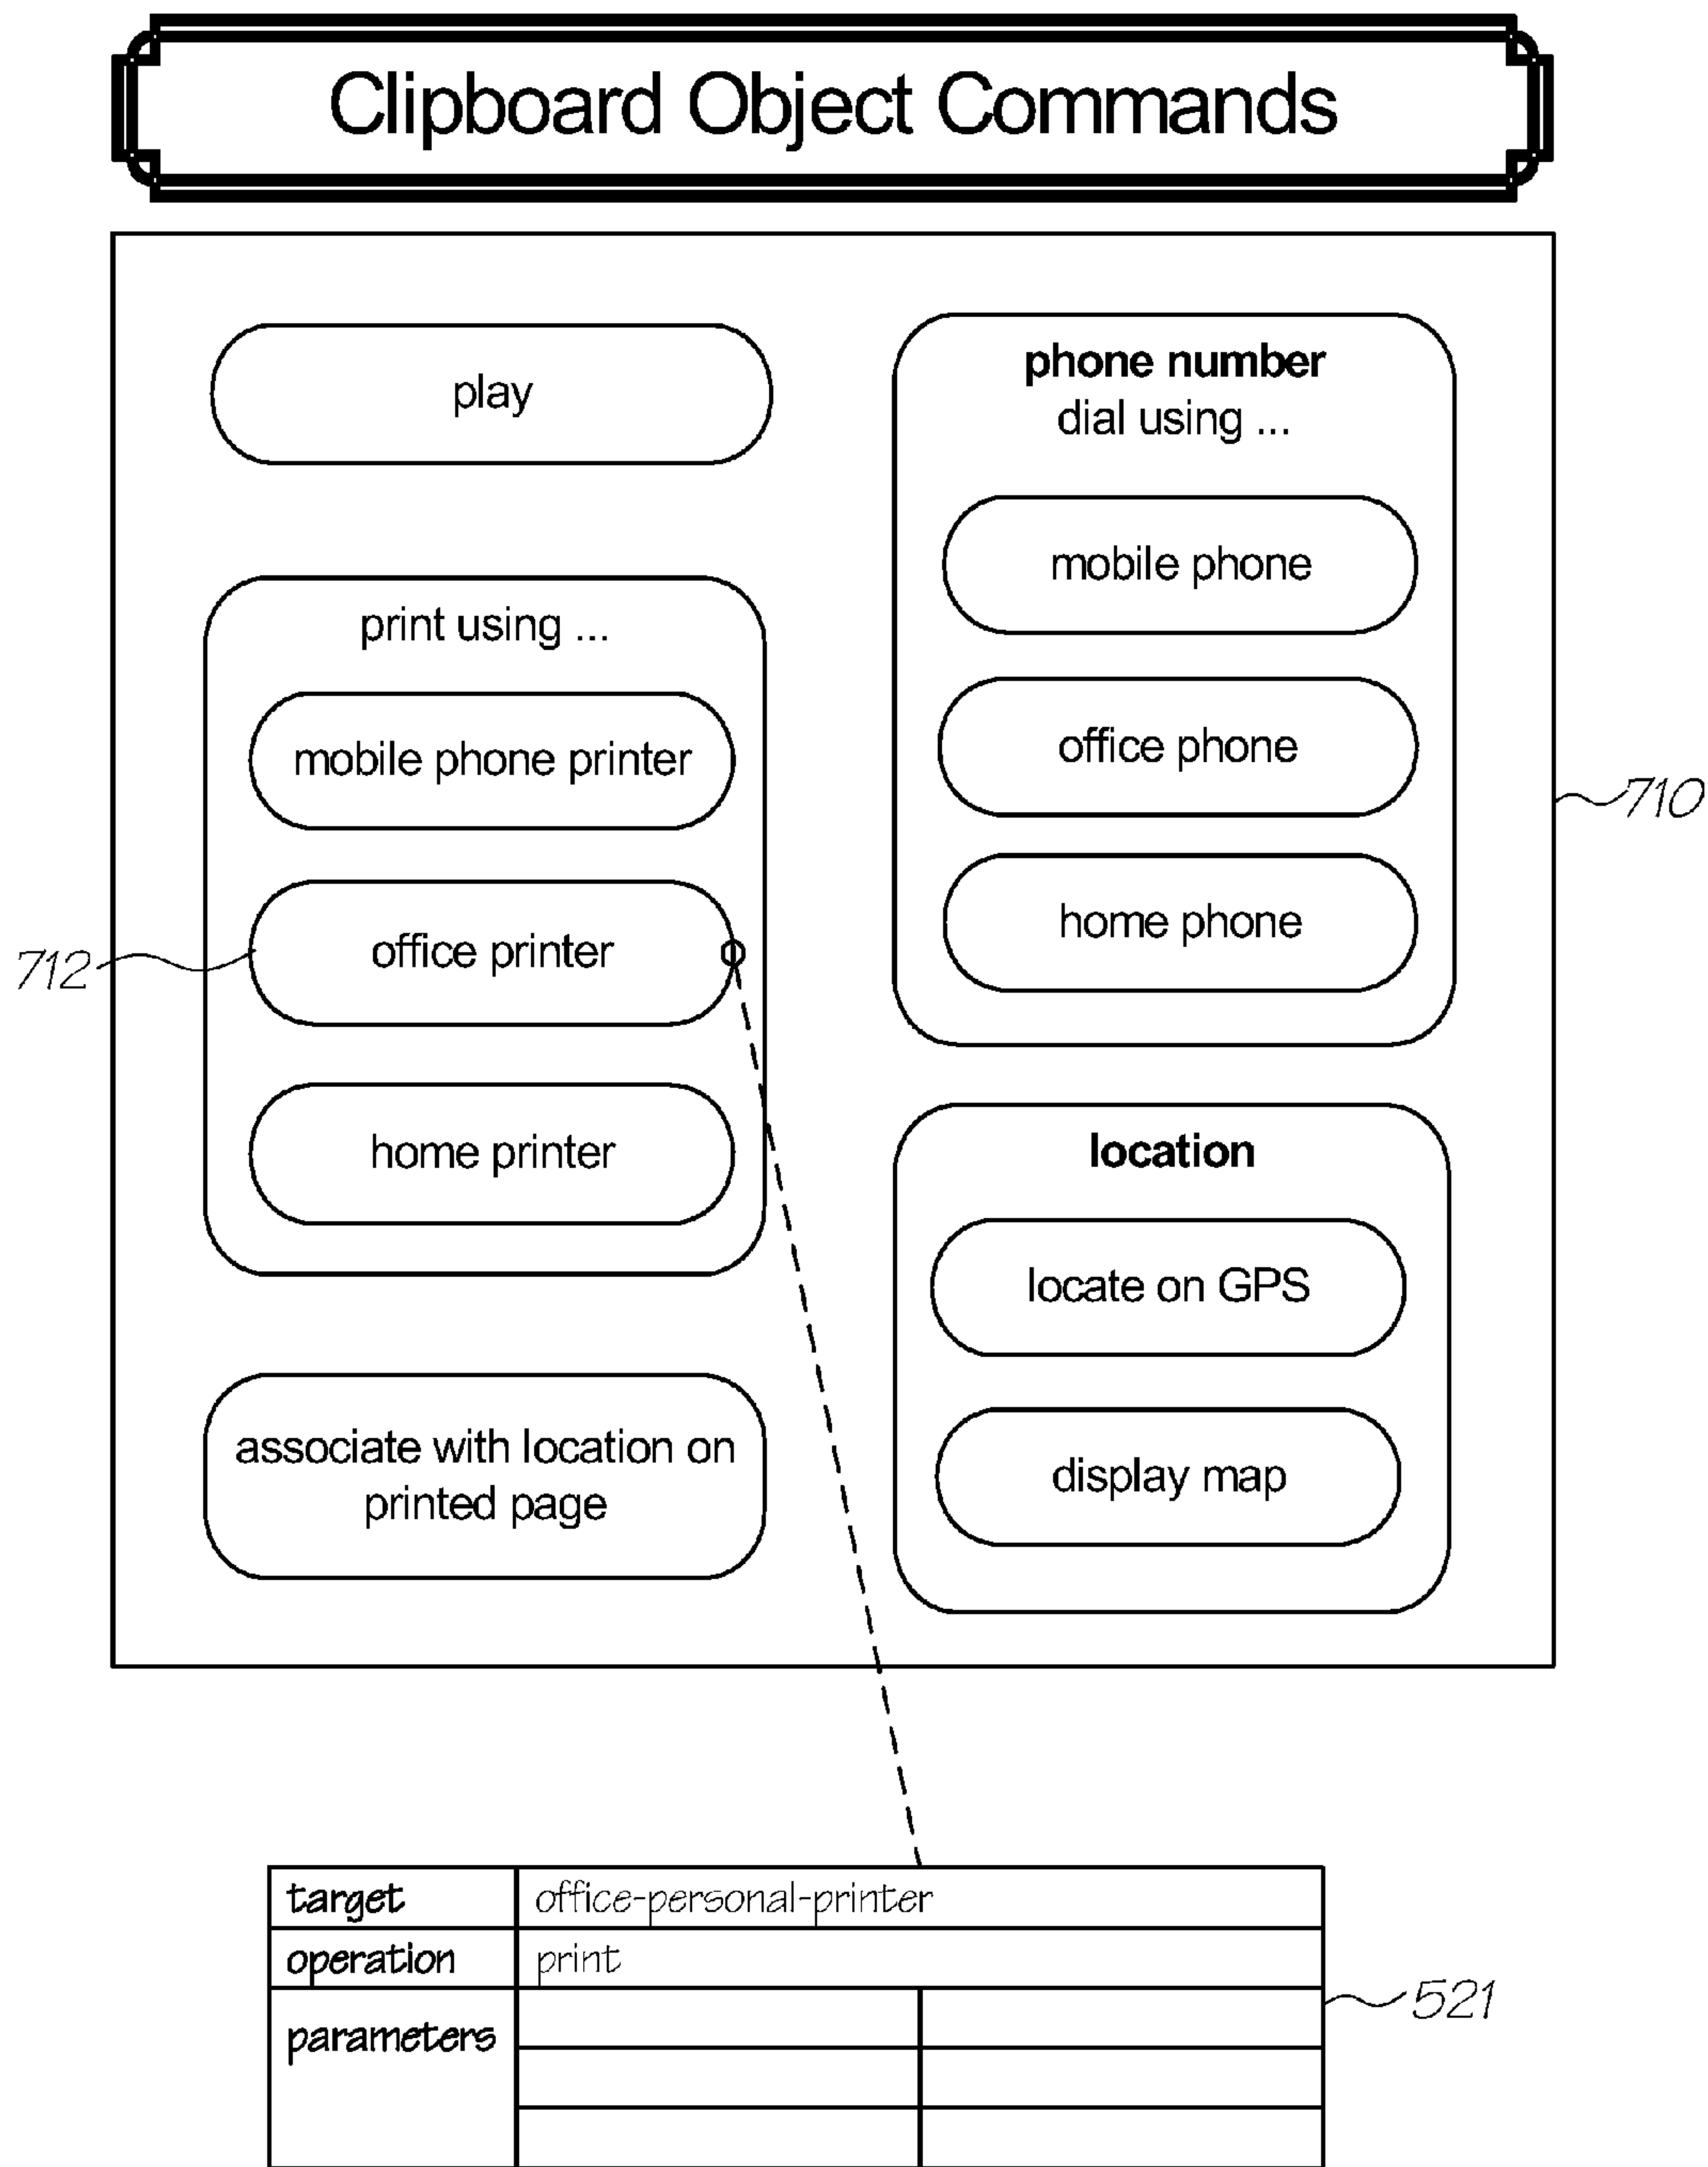 Clipboard Object Commands
play
print using ...
mobile phone printer
office printer
home printer
associate with location on
printed page
phone number
dial using ...
mobile phone
office phone
home phone
location
locate on GPS
display map
710
712
target office-personal-printer
operation print
parameters
521